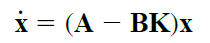 ẋ = (A − BK)x